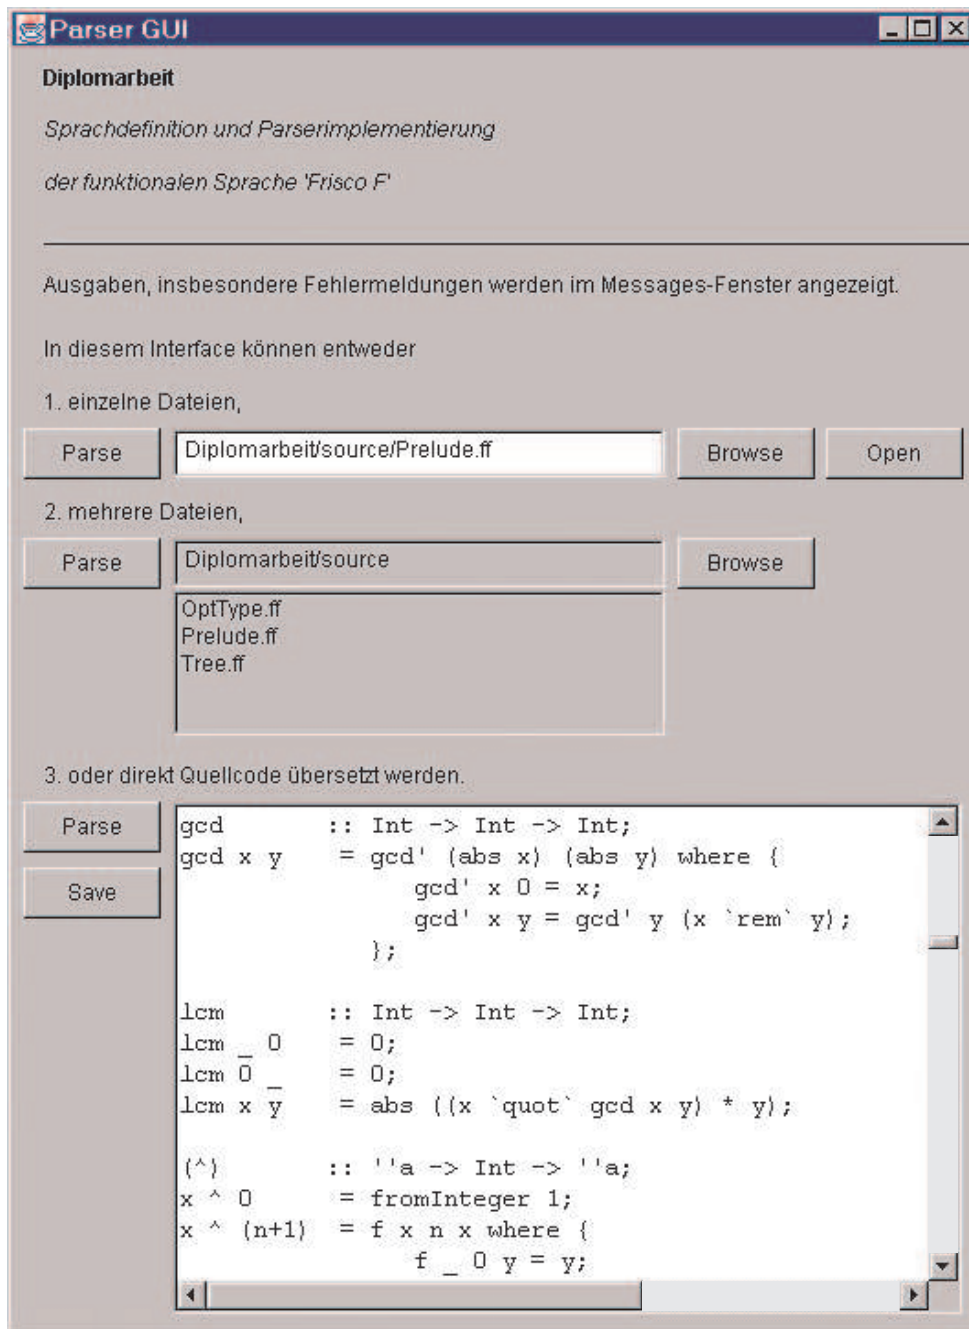 Parser GUI
Diplomarbeit
Sprachdefinition und Parserimplementierung
der funktionalen Sprache 'Frisco F'
Ausgaben, insbesondere Fehlermeldungen werden im Messages-Fenster angezeigt.
In diesem Interface können entweder
1. einzelne Dateien,
Parse Diplomarbeit/source/Prelude.ff Browse Open
2. mehrere Dateien,
Parse Diplomarbeit/source Browse
OptType.ff
Prelude.ff
Tree.ff
3. oder direkt Quellcode übersetzt werden.
Parse
Save
gcd :: Int -> Int -> Int;
gcd x y = gcd' (abs x) (abs y) where {
gcd' x 0 = x;
gcd' x y = gcd' y (x `rem` y);
};
lcm :: Int -> Int -> Int;
lcm _ 0 = 0;
lcm 0 _ = 0;
lcm x y = abs ((x `quot` gcd x y) * y);
(^) :: ''a -> Int -> ''a;
x ^ 0 = fromInteger 1;
x ^ (n+1) = f x n x where {
f _ 0 y = y;